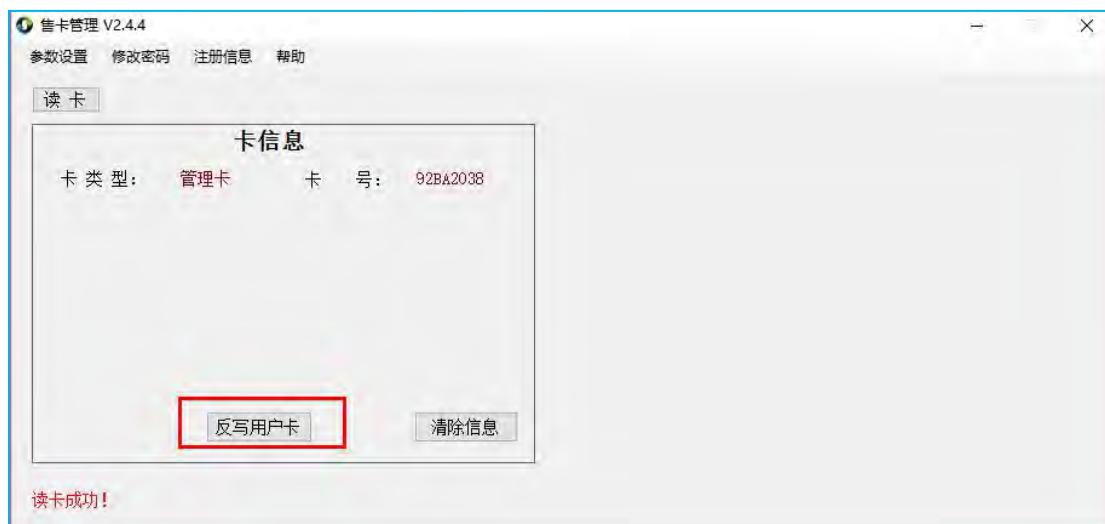 售卡管理 V2.4.4
参数设置 修改密码 注册信息 帮助
读 卡
卡信息
卡 类 型： 管理卡 卡 号： 92BA2038
反写用户卡 清除信息
读卡成功！